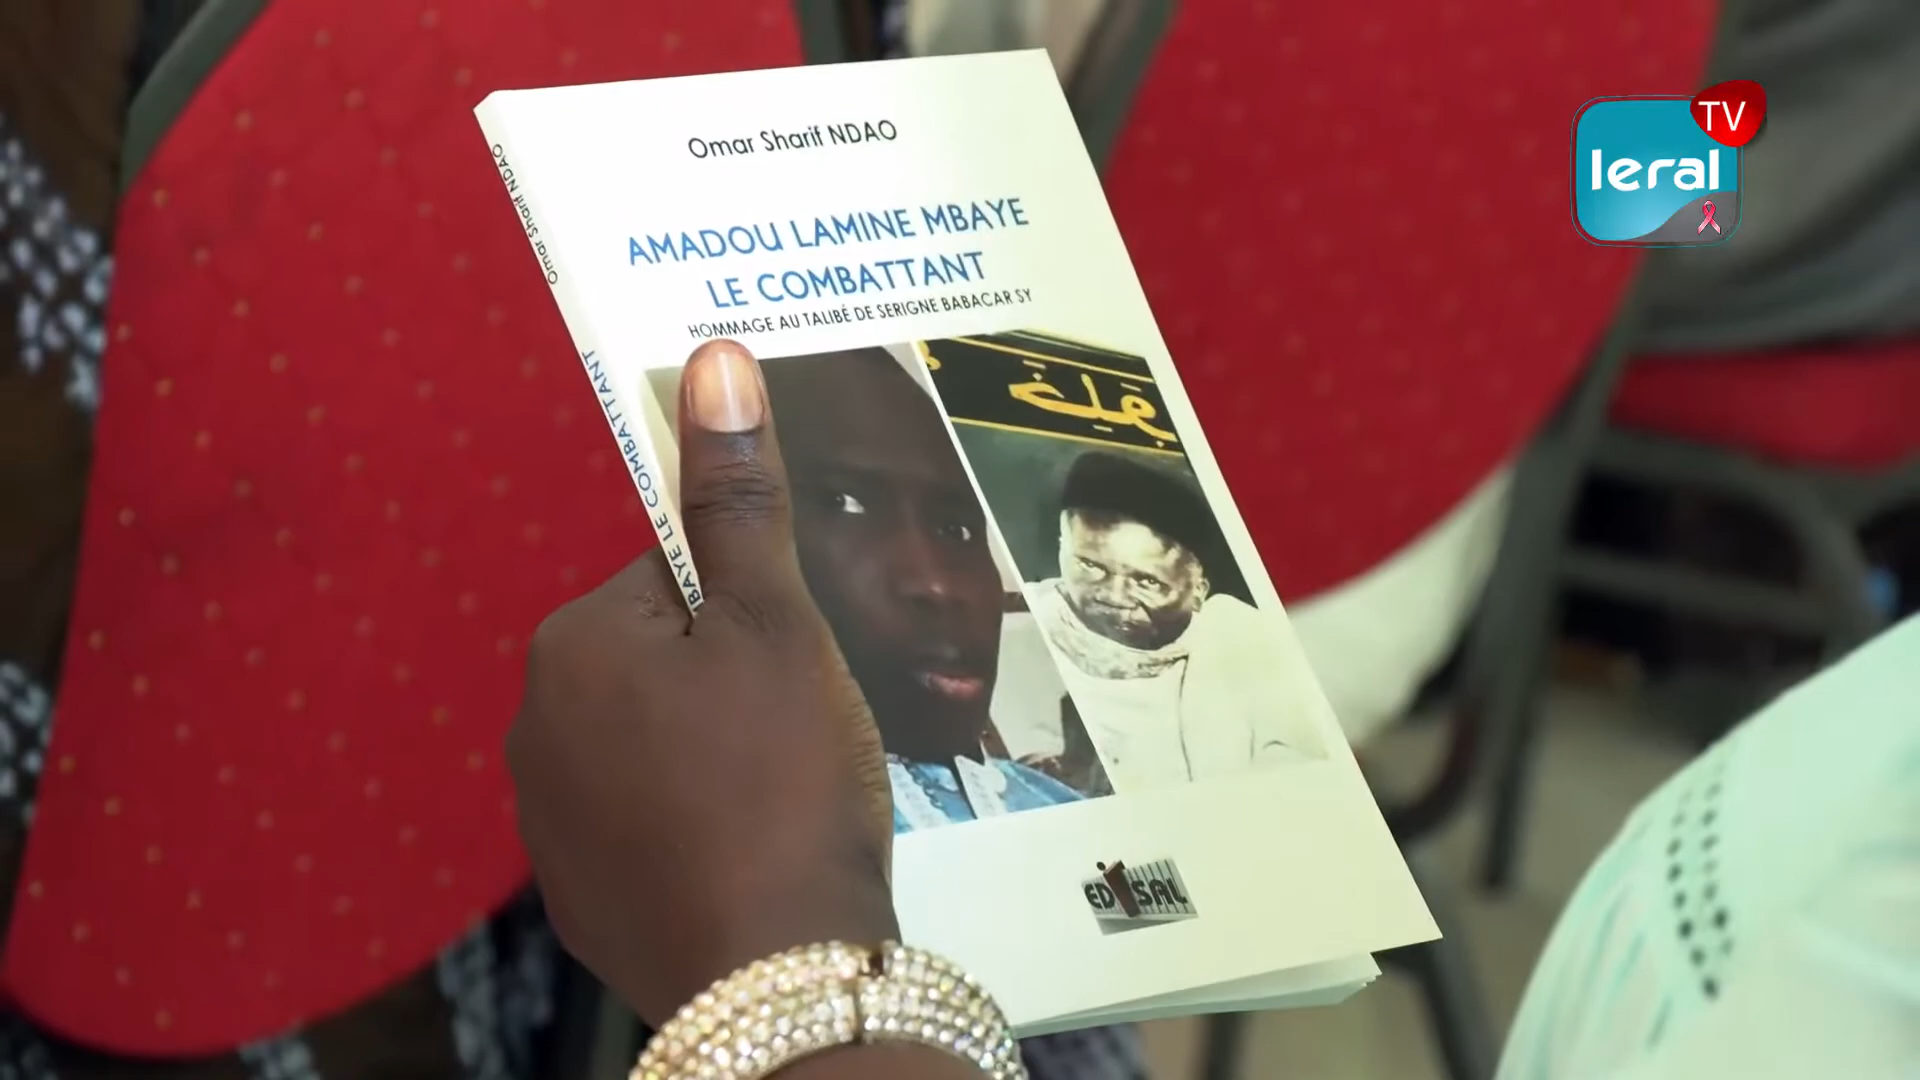 Omar Sharif NDAO
AMADOU LAMINE MBAYE
LE COMBATTANT
HOMMAGE AU TALIBÉ DE SERIGNE BABACAR SY
EDISAL
Omar Sharif NDAO
BAYE LE COMBATTANT
leral
TV